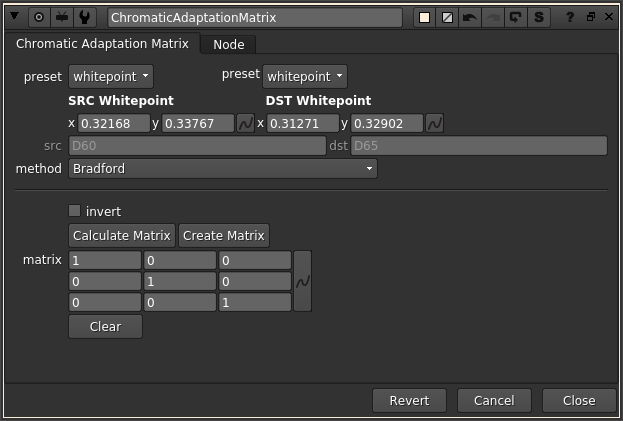 ChromaticAdaptationMatrix S ?
Chromatic Adaptation Matrix Node
preset whitepoint preset whitepoint
SRC Whitepoint DST Whitepoint
x 0.32168 y 0.33767 x 0.31271 y 0.32902
src D60 dst D65
method Bradford
invert
Calculate Matrix Create Matrix
matrix 1 0 0
0 1 0
0 0 1
Clear
Revert Cancel Close